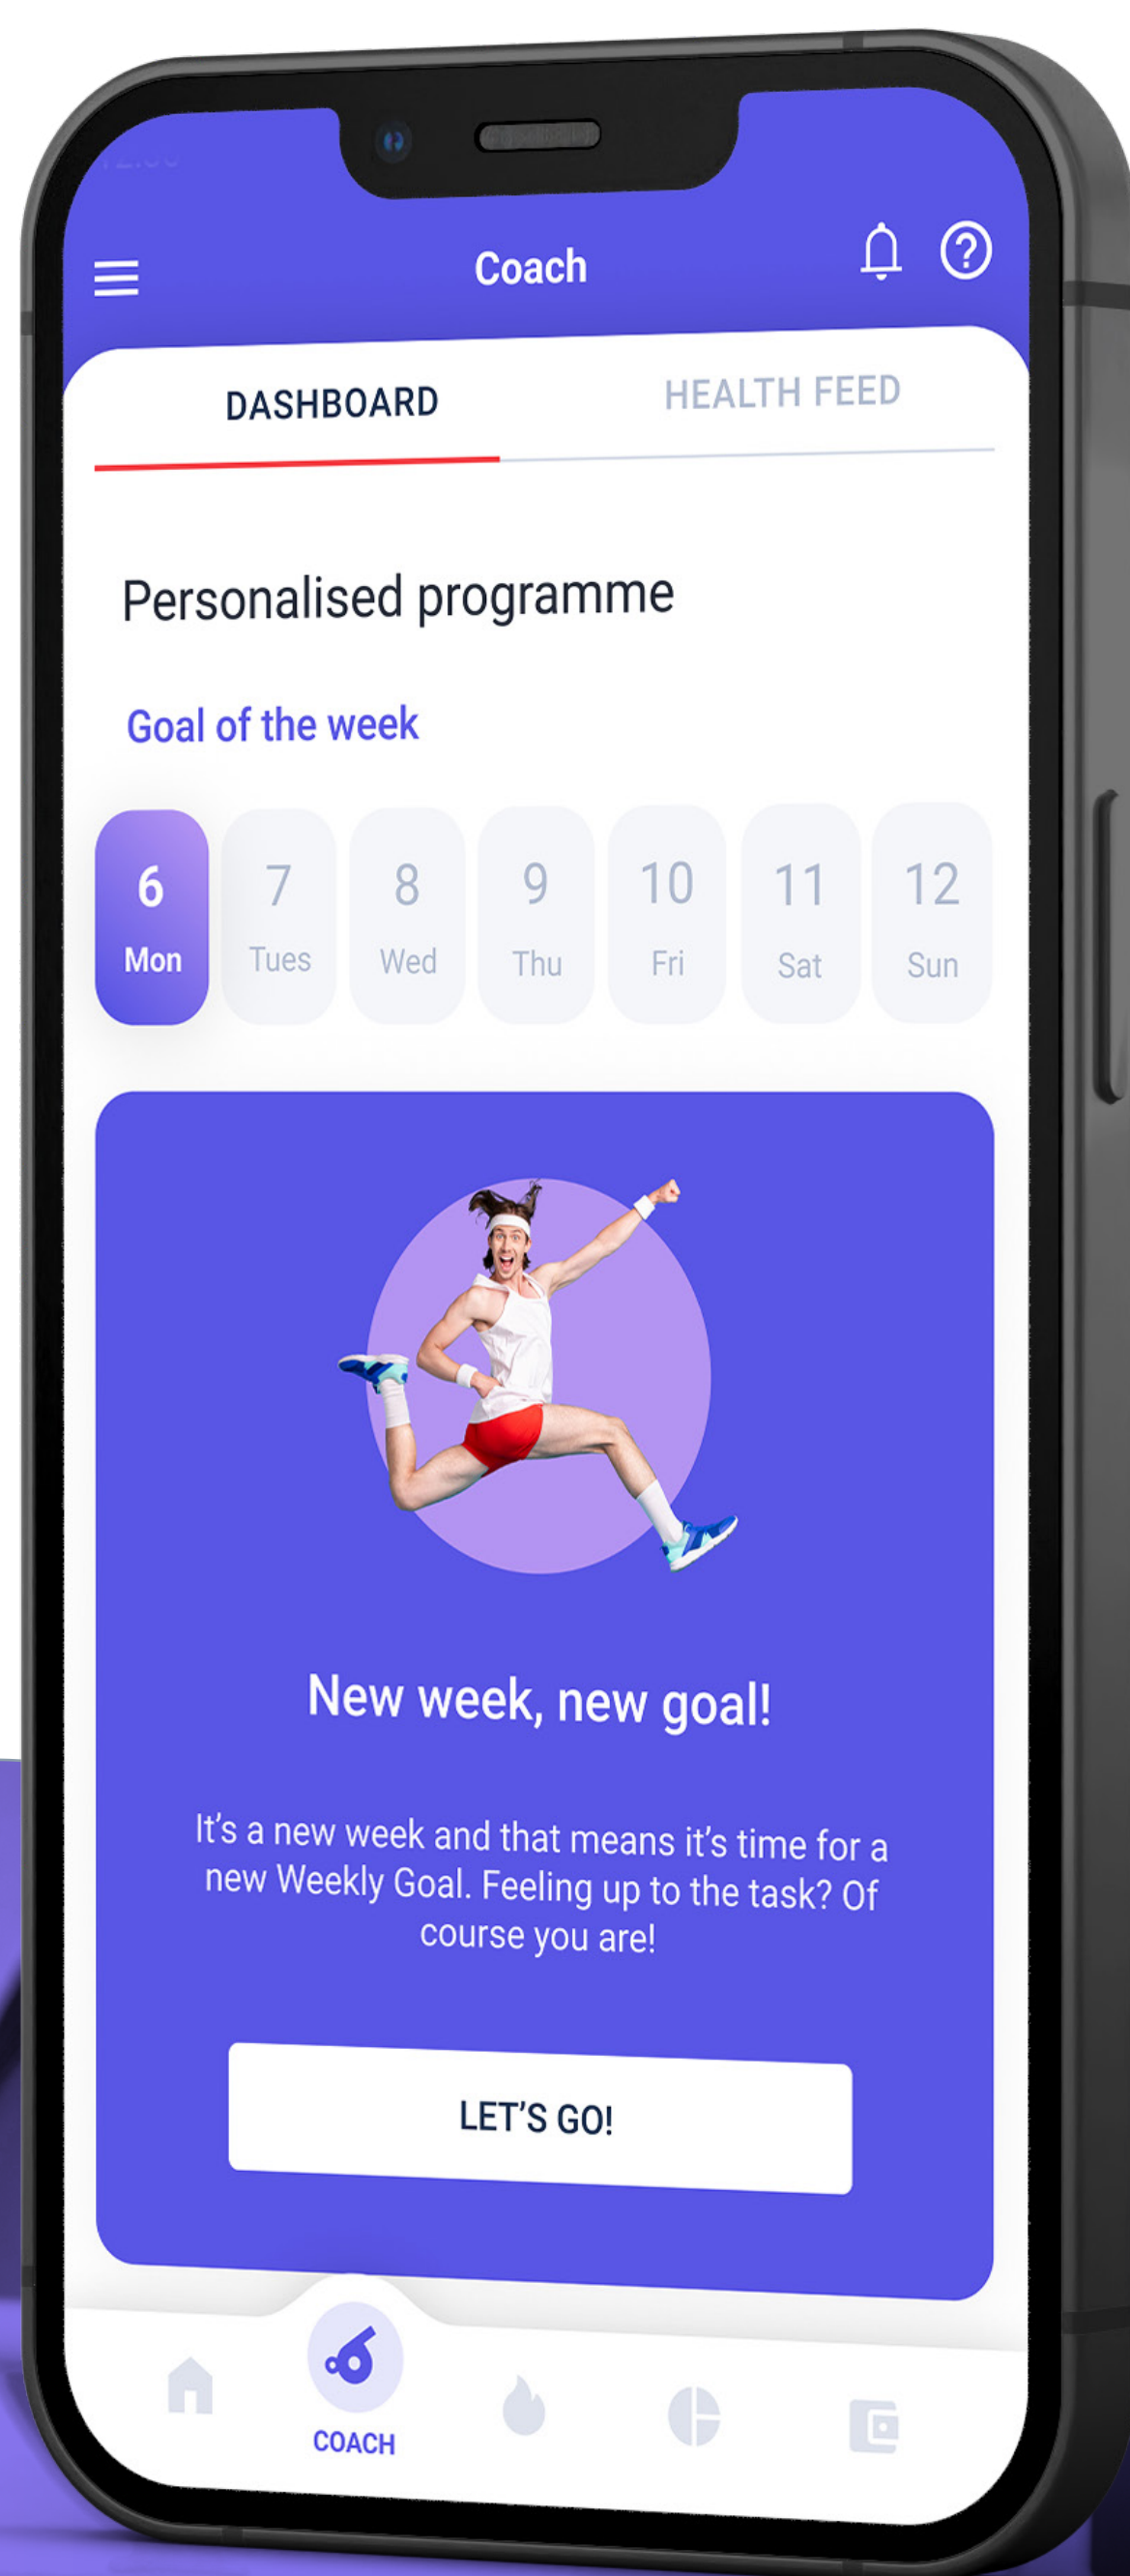 Coach
DASHBOARD HEALTH FEED
Personalised programme
Goal of the week
6 7 8 9 10 11 12
Mon Tues Wed Thu Fri Sat Sun
New week, new goal!
It's a new week and that means it's time for a
new Weekly Goal. Feeling up to the task? Of
course you are!
LET'S GO!
COACH